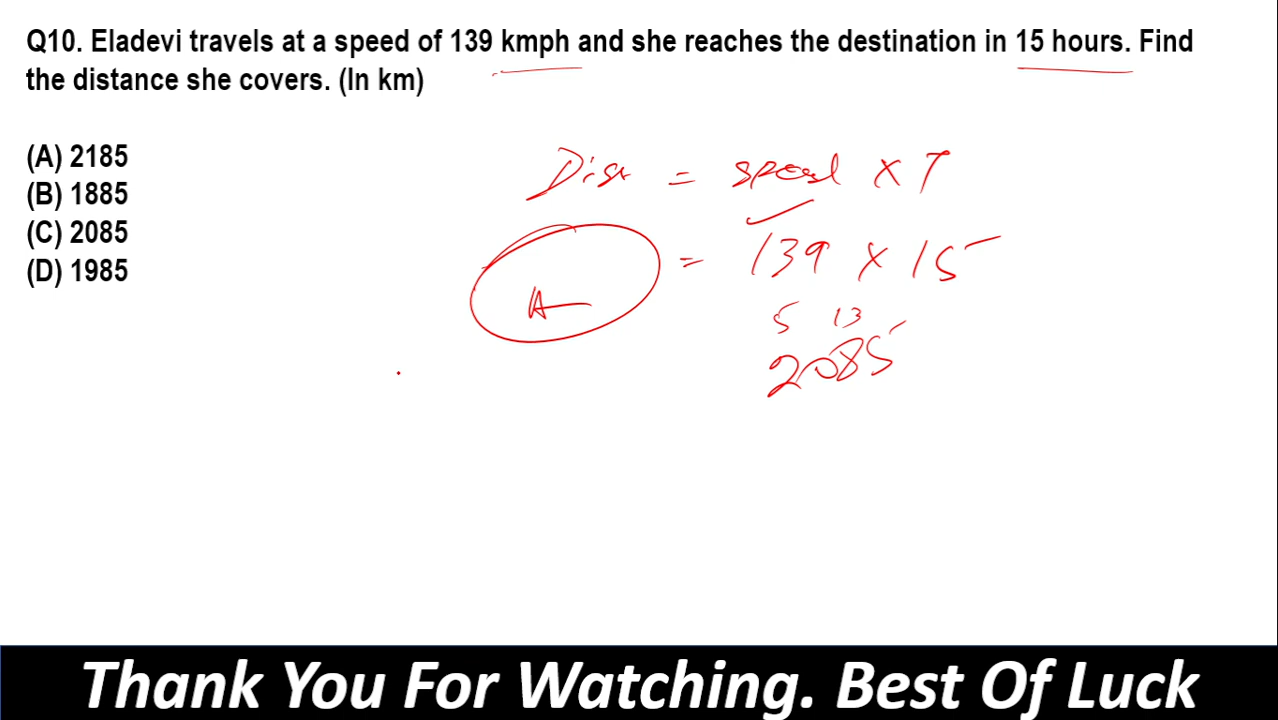 Q10. Eladevi travels at a speed of 139 kmph and she reaches the destination in 15 hours. Find
the distance she covers. (In km)
(A) 2185
(B) 1885
(C) 2085
(D) 1985
Dist = speed × T
= 139 × 15
A
5 13
2085
Thank You For Watching. Best Of Luck